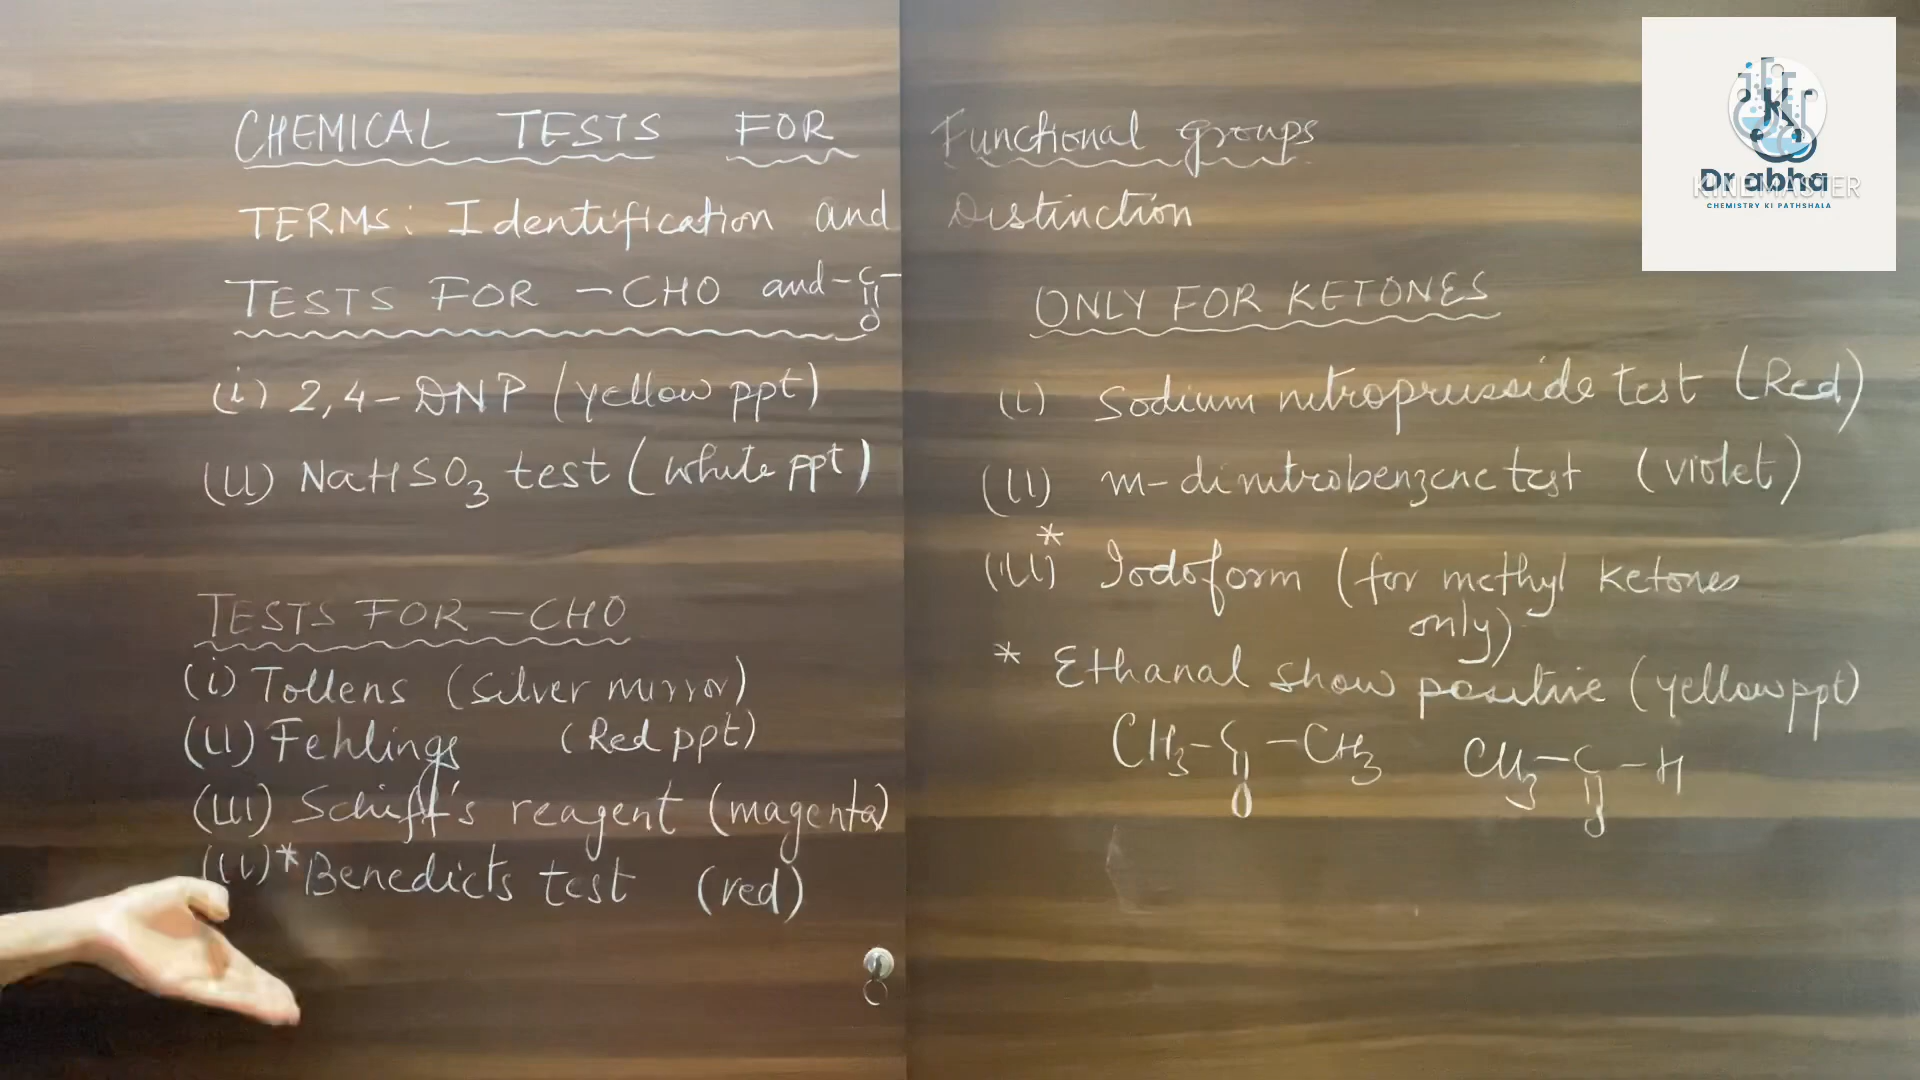 CHEMICAL TESTS FOR Functional groups
TERMS: Identification and Distinction
TESTS FOR -CHO and -C-
||
O
(i) 2,4-DNP (yellow ppt)
(ii) NaHSO3 test (white ppt)
TESTS FOR -CHO
(i) Tollens (Silver mirror)
(ii) Fehlings (Red ppt)
(iii) Schiff's reagent (magenta)
(iv)* Benedicts test (red)
ONLY FOR KETONES
(i) Sodium nitroprusside test (Red)
(ii) m-dinitrobenzene test (violet)
*
(iii) Iodoform (for methyl ketones
only)
* Ethanal show positive (yellow ppt)
CH3-C-CH3 CH3-C-H
|| ||
O O
K
Dr abha
KINEMASTER
CHEMISTRY KI PATHSHALA